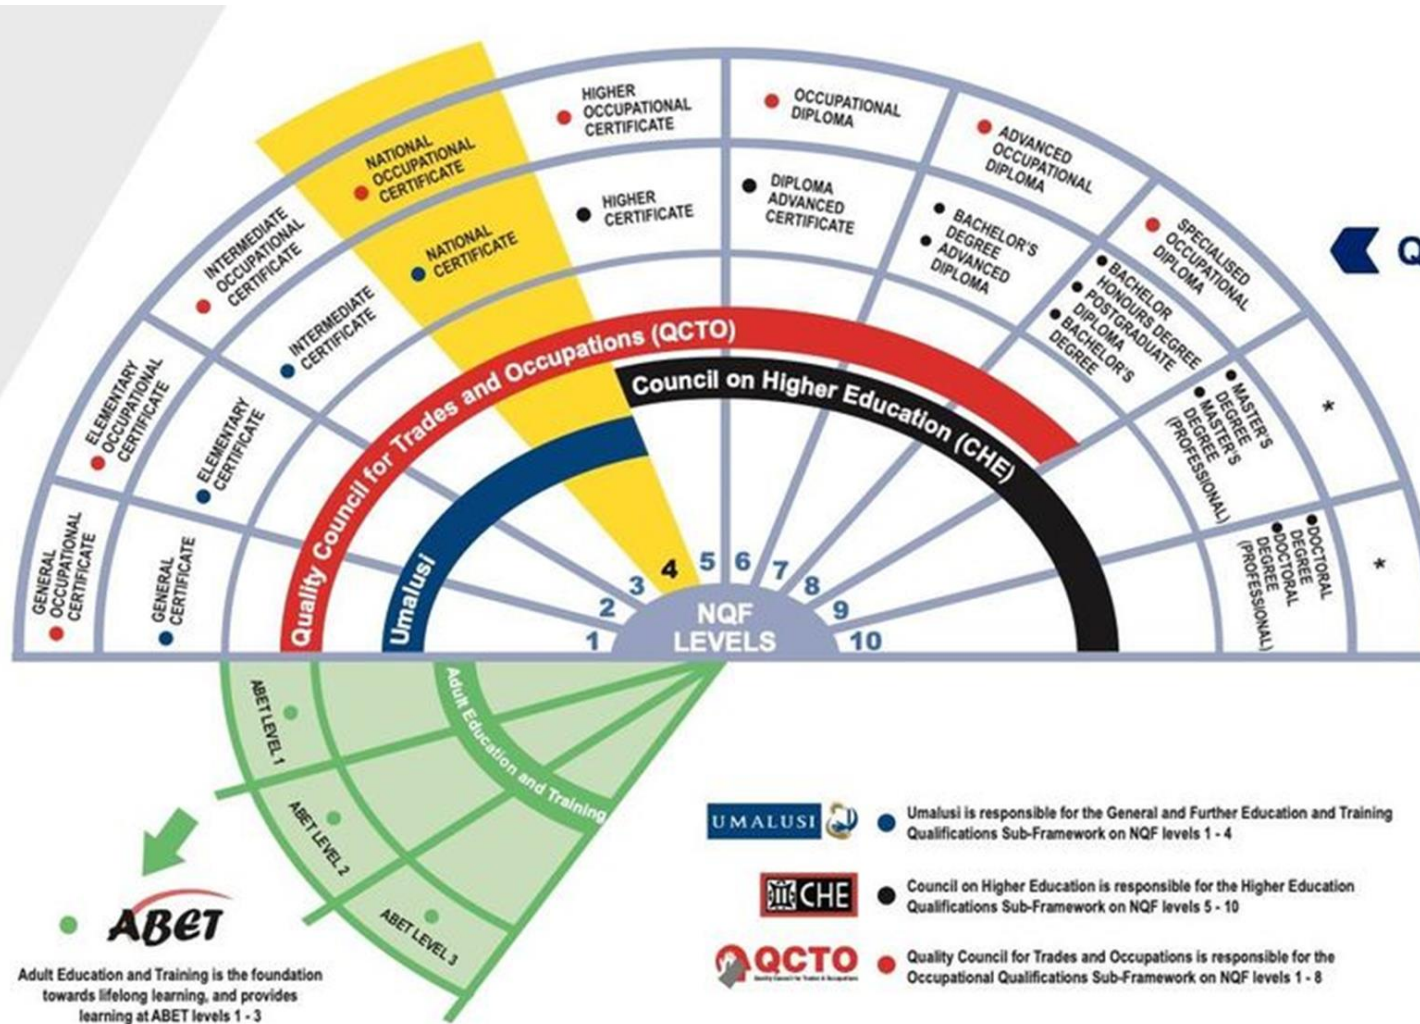 HIGHER
OCCUPATIONAL
CERTIFICATE
OCCUPATIONAL
DIPLOMA
ADVANCED
OCCUPATIONAL
DIPLOMA
SPECIALISED
OCCUPATIONAL
DIPLOMA
NATIONAL
OCCUPATIONAL
CERTIFICATE
INTERMEDIATE
OCCUPATIONAL
CERTIFICATE
ELEMENTARY
OCCUPATIONAL
CERTIFICATE
GENERAL
OCCUPATIONAL
CERTIFICATE
HIGHER
CERTIFICATE
DIPLOMA
ADVANCED
CERTIFICATE
BACHELOR'S
DEGREE
ADVANCED
DIPLOMA
BACHELOR
HONOURS DEGREE
POSTGRADUATE
DIPLOMA
BACHELOR'S
DEGREE
MASTER'S
DEGREE
MASTER'S
DEGREE
(PROFESSIONAL)
DOCTORAL
DEGREE
DOCTORAL
DEGREE
(PROFESSIONAL)
*
*
NATIONAL
CERTIFICATE
INTERMEDIATE
CERTIFICATE
ELEMENTARY
CERTIFICATE
GENERAL
CERTIFICATE
Q
Quality Council for Trades and Occupations (QCTO)
Council on Higher Education (CHE)
Umalusi
1
2
3
4
5
6
7
8
9
10
NQF
LEVELS
Adult Education and Training
ABET LEVEL 1
ABET LEVEL 2
ABET LEVEL 3
ABET
Adult Education and Training is the foundation
towards lifelong learning, and provides
learning at ABET levels 1 - 3
UMALUSI
Umalusi is responsible for the General and Further Education and Training
Qualifications Sub-Framework on NQF levels 1 - 4
CHE
Council on Higher Education is responsible for the Higher Education
Qualifications Sub-Framework on NQF levels 5 - 10
QCTO
Quality Council for Trades & Occupations
Quality Council for Trades and Occupations is responsible for the
Occupational Qualifications Sub-Framework on NQF levels 1 - 8